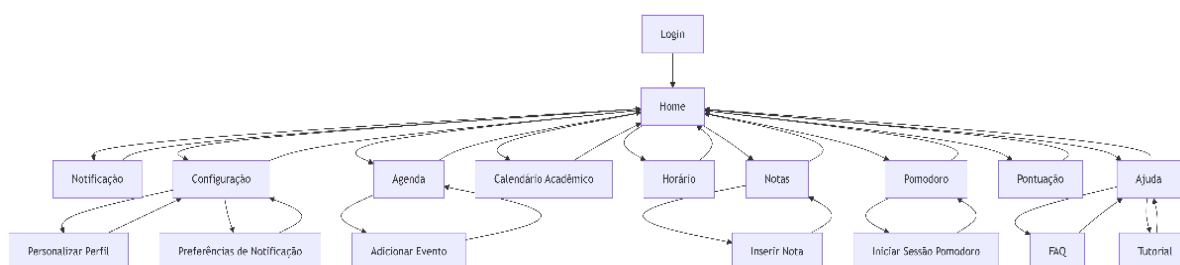 Login
Home
Notificação
Configuração
Agenda
Calendário Acadêmico
Horário
Notas
Pomodoro
Pontuação
Ajuda
Personalizar Perfil
Preferências de Notificação
Adicionar Evento
Inserir Nota
Iniciar Sessão Pomodoro
FAQ
Tutorial